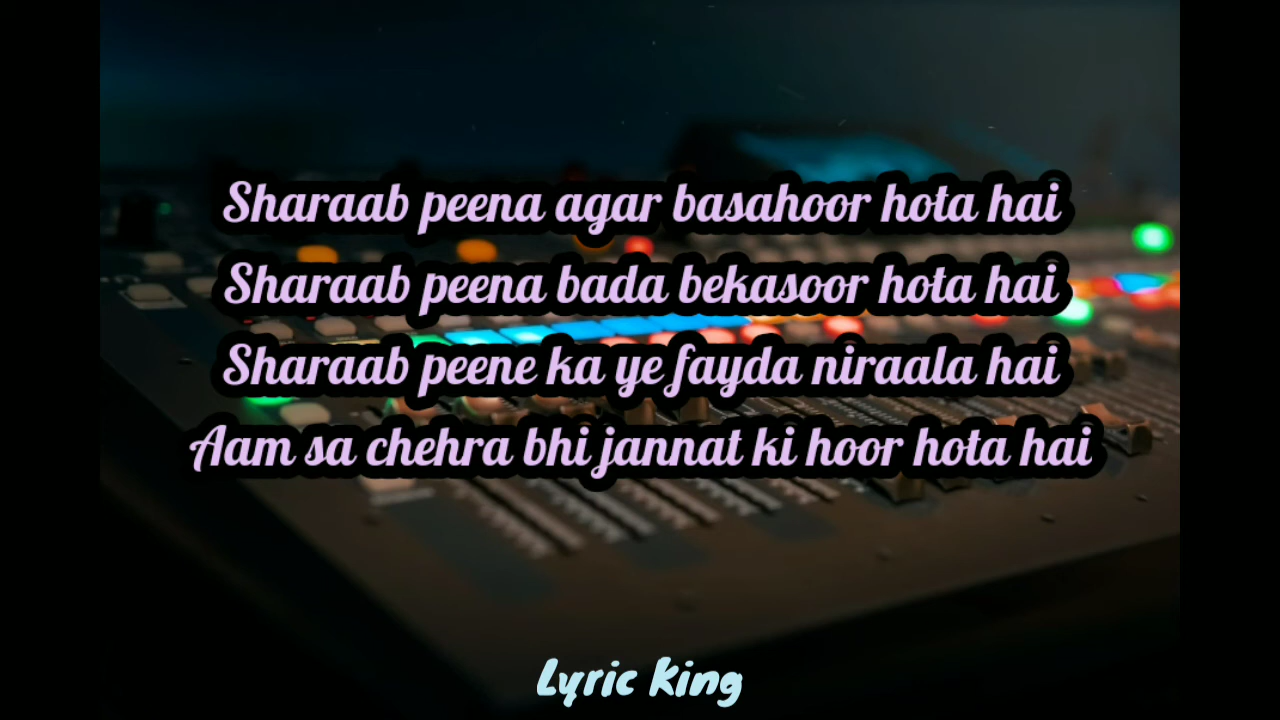 Sharaab peena agar basahoor hota hai
Sharaab peena bada bekasoor hota hai
Sharaab peene ka ye fayda niraala hai
Aam sa chehra bhi jannat ki hoor hota hai
Lyric King